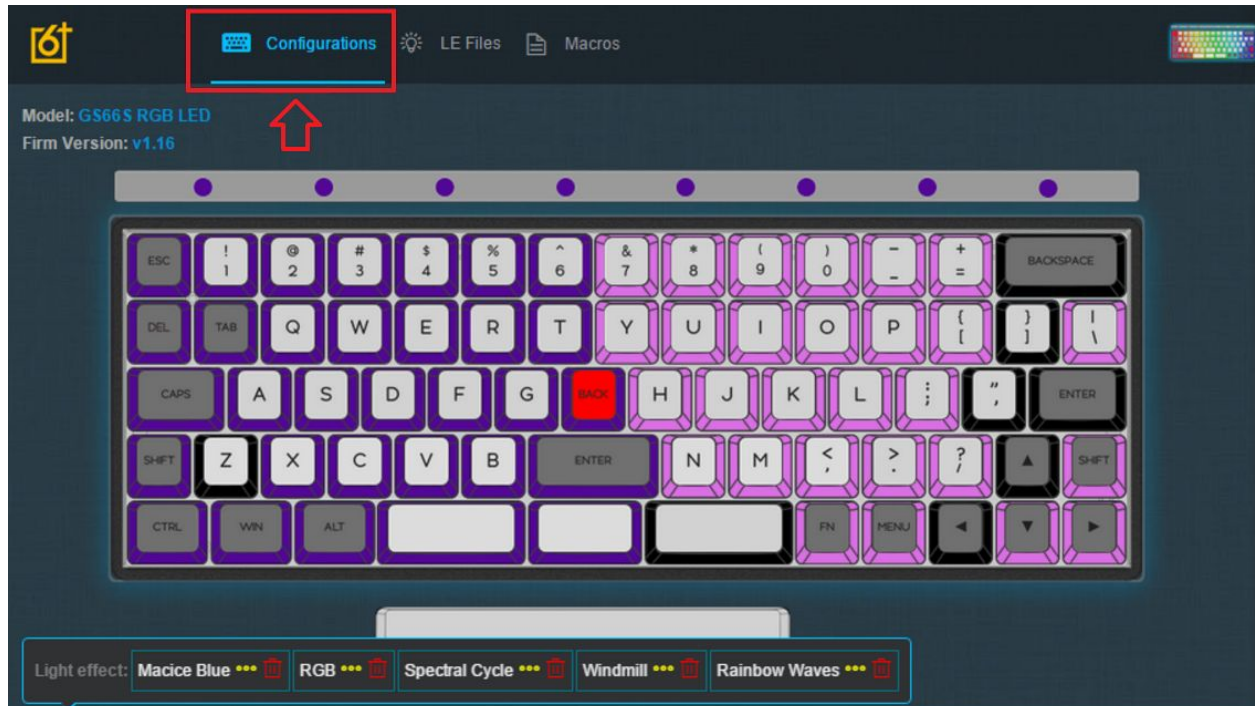 Configurations LE Files Macros
Model: GS66S RGB LED
Firm Version: v1.16
ESC ! 1 @ 2 # 3 $ 4 % 5 ^ 6 & 7 * 8 ( 9 ) 0 - _ + = BACKSPACE
DEL TAB Q W E R T Y U I O P { [ } ] | \
CAPS A S D F G BACK H J K L : ; " , ENTER
SHIFT Z X C V B ENTER N M < , > . ? / ▲ SHIFT
CTRL WIN ALT FN MENU ◄ ▼ ►
Light effect: Macice Blue ••• RGB ••• Spectral Cycle ••• Windmill ••• Rainbow Waves •••